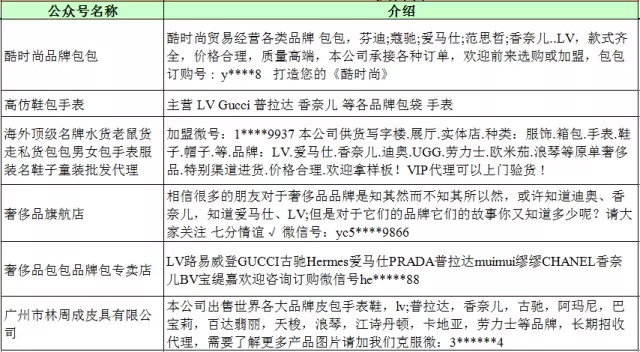 公众号名称
介绍
酷时尚品牌包包
酷时尚贸易经营各类品牌 包包，芬迪;蔻驰;爱马仕;范思哲;香奈儿..LV，款式齐
全，价格合理，质量高端，本公司承接各种订单，欢迎前来选购或加盟，包包
订购号：y****8 打造您的《酷时尚》
高仿鞋包手表
主营 LV Gucci 普拉达 香奈儿 等各品牌包袋 手表
海外顶级名牌水货老鼠货
走私货包包男女包手表服
装名鞋子童装批发代理
加盟微号：1****9937 本公司供货写字楼.展厅.实体店.种类：服饰.箱包.手表.鞋
子.帽子.等.品牌：LV.爱马仕.香奈儿.迪奥.UGG.劳力士.欧米茄.浪琴等原单奢侈
品.特别渠道进货.价格合理.欢迎拿样板！VIP代理可以上门验货！
奢侈品旗航店
相信很多的朋友对于奢侈品品牌是知其然而不知其所以然，或许知道迪奥、香
奈儿，知道爱马仕、LV;但是对于它们的品牌它们的故事你又知道多少呢？请大
家关注 七分情谊√ 微信号：yc5****9866
奢侈品包包品牌包专卖店
LV路易威登GUCCI古驰Hermes爱马仕PRADA普拉达muimui缪缪CHANEL香奈
儿BV宝缇嘉欢迎咨询订购微信号he*****88
广州市林周成皮具有限公
司
本公司出售世界各大品牌皮包手表鞋，lv;普拉达，香奈儿，古驰，阿玛尼，巴
宝莉，百达翡丽，天梭，浪琴，江诗丹顿，卡地亚，劳力士等品牌，长期招收
代理，需要了解更多产品图片请加我们克服微：3******4